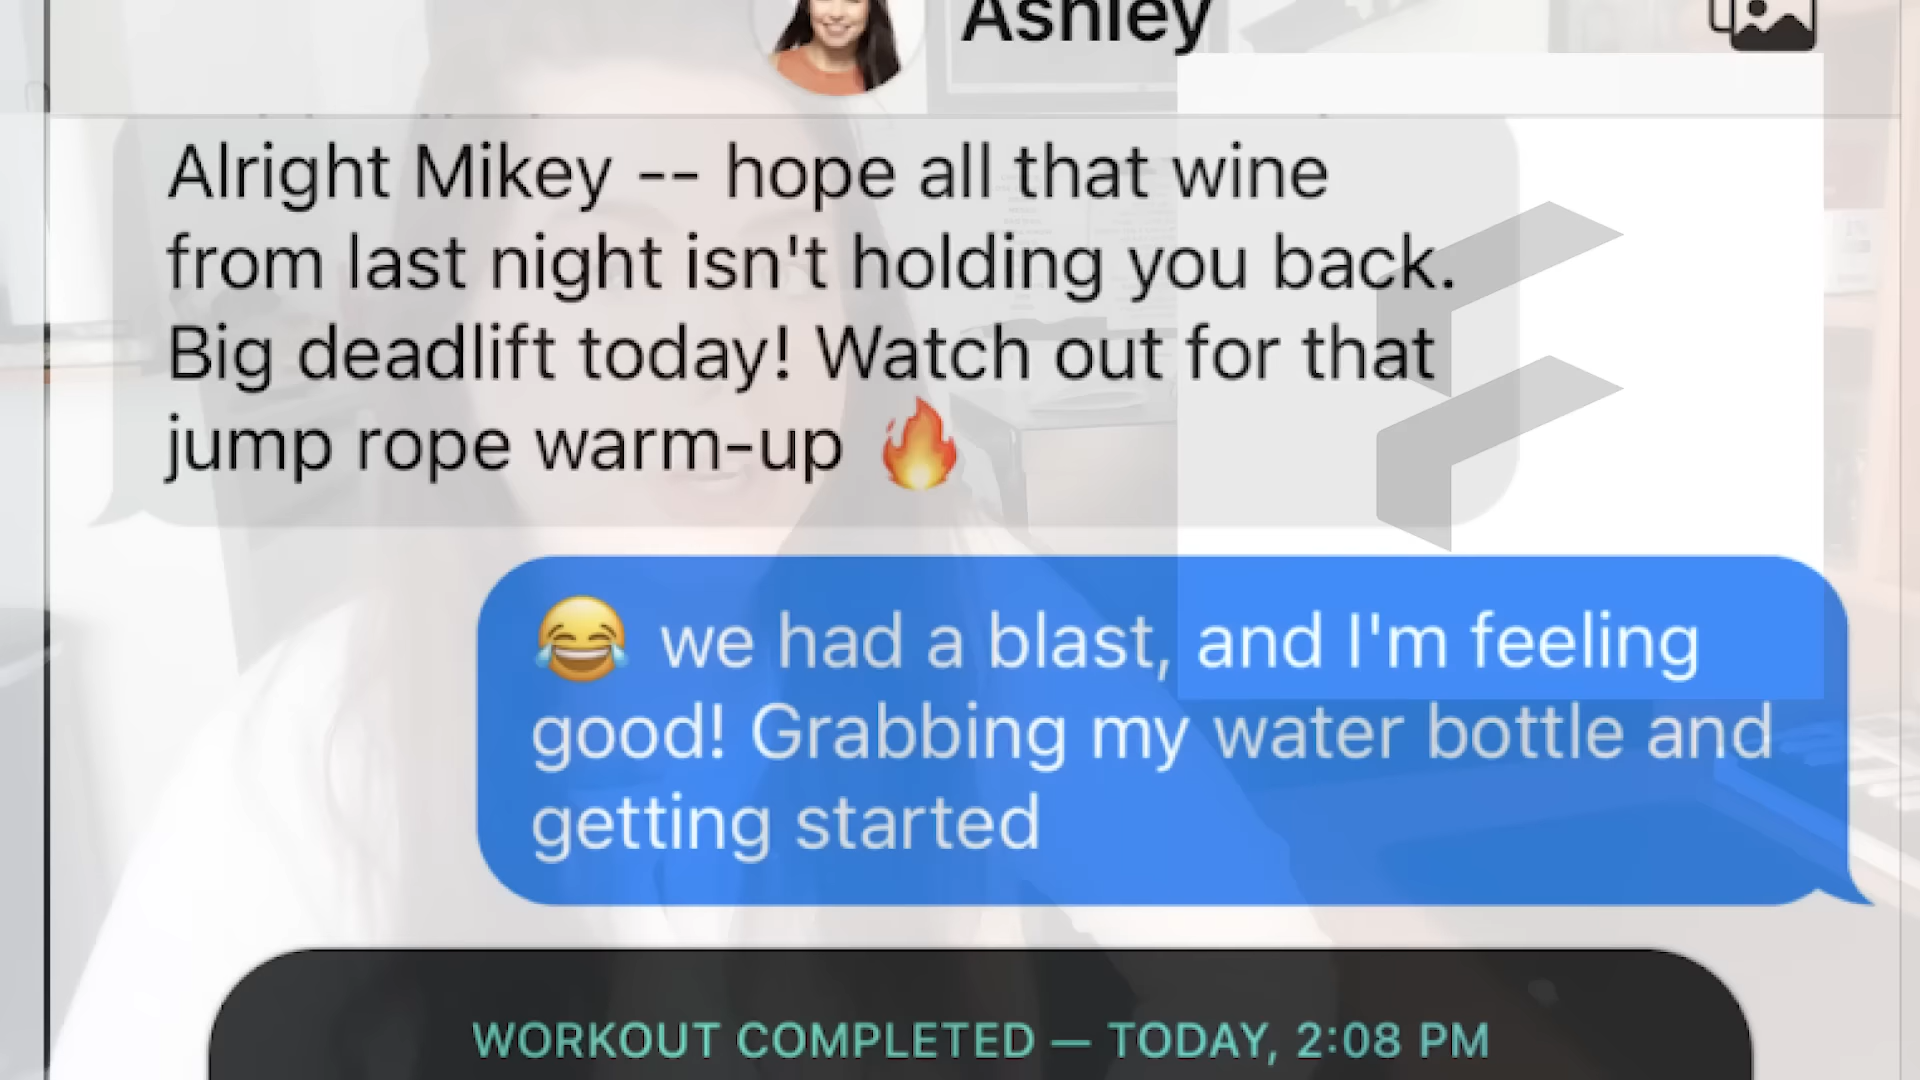 Ashley
Alright Mikey -- hope all that wine
from last night isn't holding you back.
Big deadlift today! Watch out for that
jump rope warm-up 🔥
😂 we had a blast, and I'm feeling
good! Grabbing my water bottle and
getting started
WORKOUT COMPLETED — TODAY, 2:08 PM